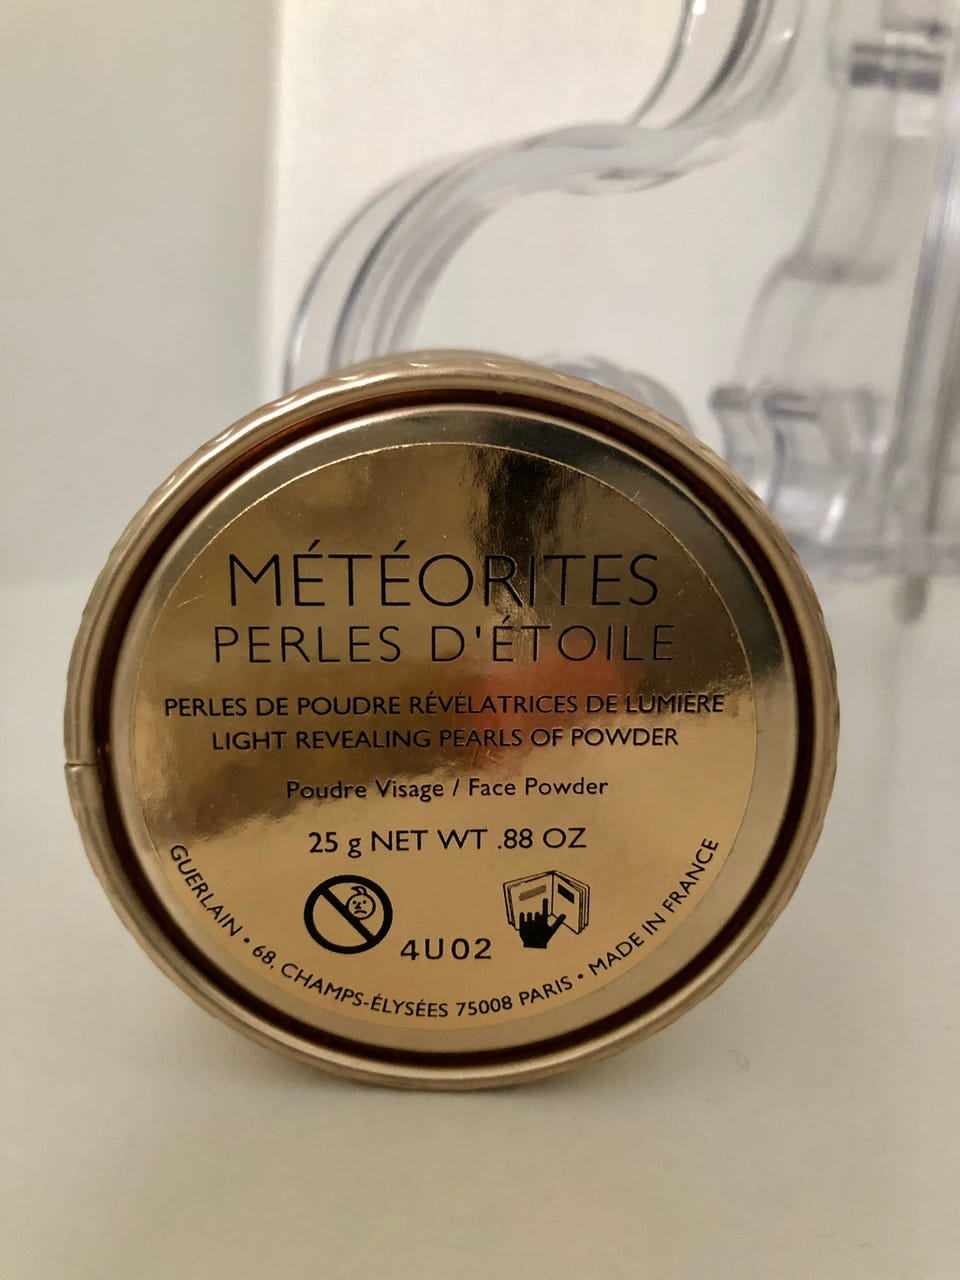 MÉTÉORITES
PERLES D'ÉTOILE
PERLES DE POUDRE RÉVÉLATRICES DE LUMIÈRE
LIGHT REVEALING PEARLS OF POWDER
Poudre Visage / Face Powder
25 g NET WT .88 OZ
4U02
GUERLAIN • 68, CHAMPS-ÉLYSÉES 75008 PARIS • MADE IN FRANCE